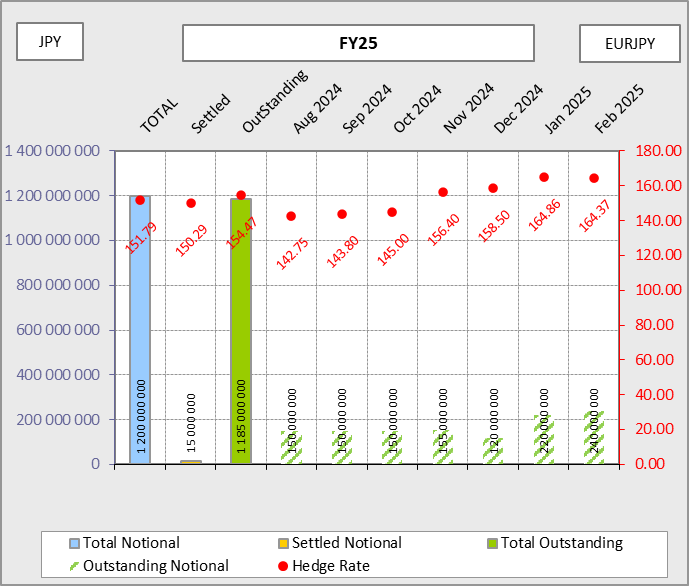 JPY
FY25
EURJPY
TOTAL
Settled
OutStanding
Aug 2024
Sep 2024
Oct 2024
Nov 2024
Dec 2024
Jan 2025
Feb 2025
1 400 000 000
1 200 000 000
1 000 000 000
800 000 000
600 000 000
400 000 000
200 000 000
0
180.00
160.00
140.00
120.00
100.00
80.00
60.00
40.00
20.00
0.00
151.79
150.29
154.47
142.75
143.80
145.00
156.40
158.50
164.86
164.37
1 200 000 000
15 000 000
1 185 000 000
150 000 000
150 000 000
150 000 000
155 000 000
120 000 000
220 000 000
240 000 000
Total Notional
Settled Notional
Total Outstanding
Outstanding Notional
Hedge Rate